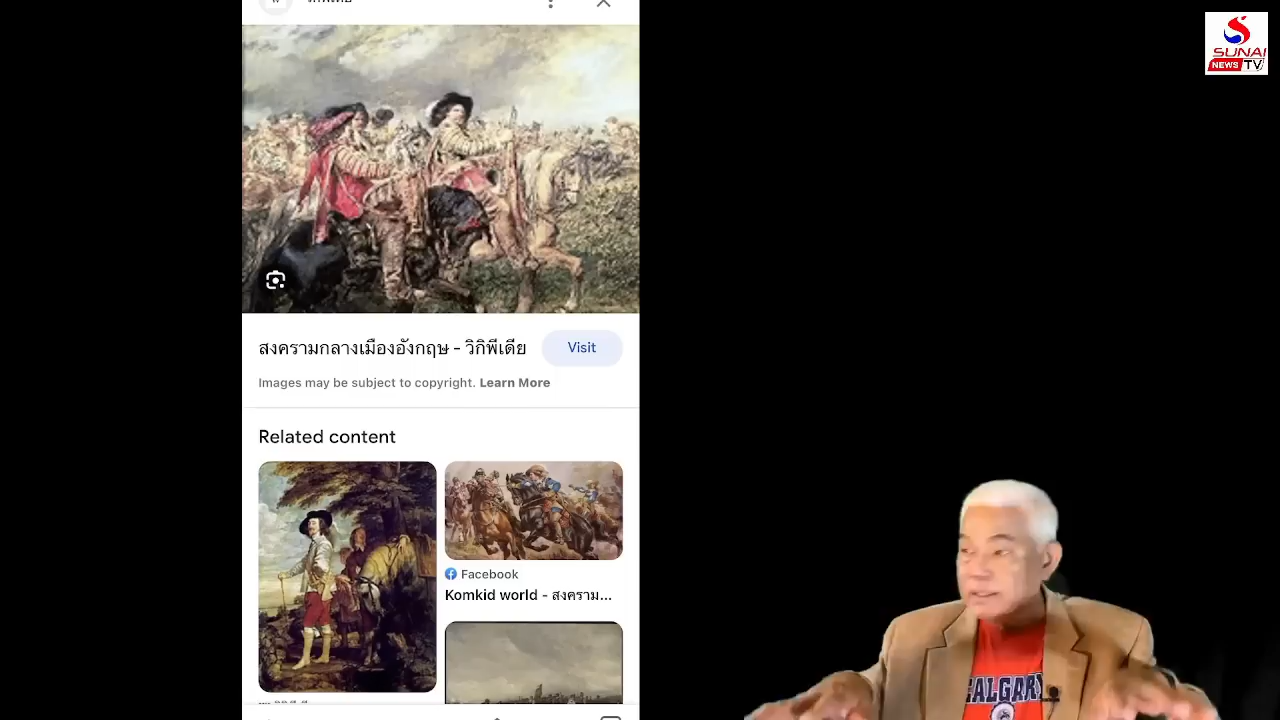 SUNAI
NEWS TV
สงครามกลางเมืองอังกฤษ - วิกิพีเดีย
Visit
Images may be subject to copyright. Learn More
Related content
Facebook
Komkid world - สงคราม...
CALGARY